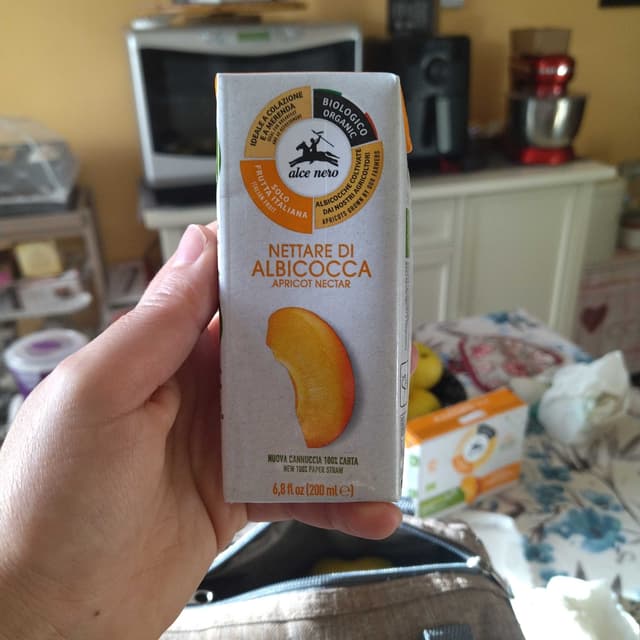 IDEALE A COLAZIONE
E A MERENDA
BIOLOGICO
ORGANIC
alce nero
SOLO
FRUTTA ITALIANA
ITALIAN FRUIT
ALBICOCCHE COLTIVATE
DAI NOSTRI AGRICOLTORI
APRICOTS GROWN BY OUR FARMERS
NETTARE DI
ALBICOCCA
APRICOT NECTAR
NUOVA CANNUCCIA 100% CARTA
NEW 100% PAPER STRAW
6,8 fl oz (200 ml ℮)